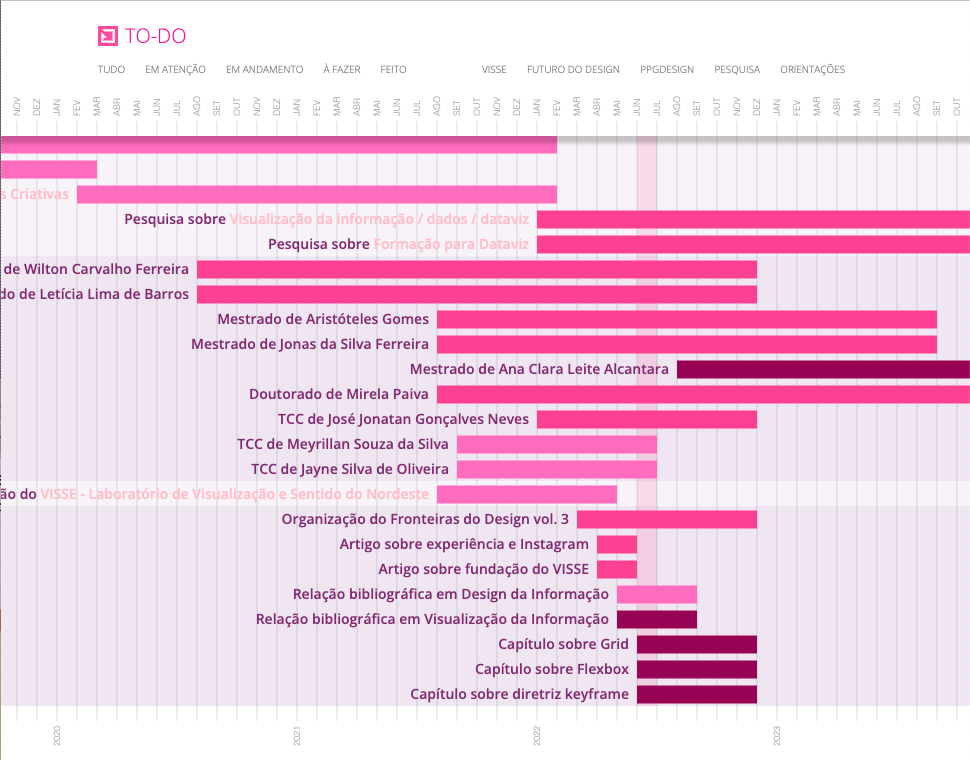 TO-DO
TUDO EM ATENÇÃO EM ANDAMENTO À FAZER FEITO VISSE FUTURO DO DESIGN PPGDESIGN PESQUISA ORIENTAÇÕES
NOV DEZ JAN FEV MAR ABR MAI JUN JUL AGO SET OUT NOV DEZ JAN FEV MAR ABR MAI JUN JUL AGO SET OUT NOV DEZ JAN FEV MAR ABR MAI JUN JUL AGO SET OUT NOV DEZ JAN FEV MAR ABR MAI JUN JUL AGO SET OUT
s Criativas
Pesquisa sobre Visualização da informação / dados / dataviz
Pesquisa sobre Formação para Dataviz
de Wilton Carvalho Ferreira
do de Letícia Lima de Barros
Mestrado de Aristóteles Gomes
Mestrado de Jonas da Silva Ferreira
Mestrado de Ana Clara Leite Alcantara
Doutorado de Mirela Paiva
TCC de José Jonatan Gonçalves Neves
TCC de Meyrillan Souza da Silva
TCC de Jayne Silva de Oliveira
ão do VISSE - Laboratório de Visualização e Sentido do Nordeste
Organização do Fronteiras do Design vol. 3
Artigo sobre experiência e Instagram
Artigo sobre fundação do VISSE
Relação bibliográfica em Design da Informação
Relação bibliográfica em Visualização da Informação
Capítulo sobre Grid
Capítulo sobre Flexbox
Capítulo sobre diretriz keyframe
2020 2021 2022 2023